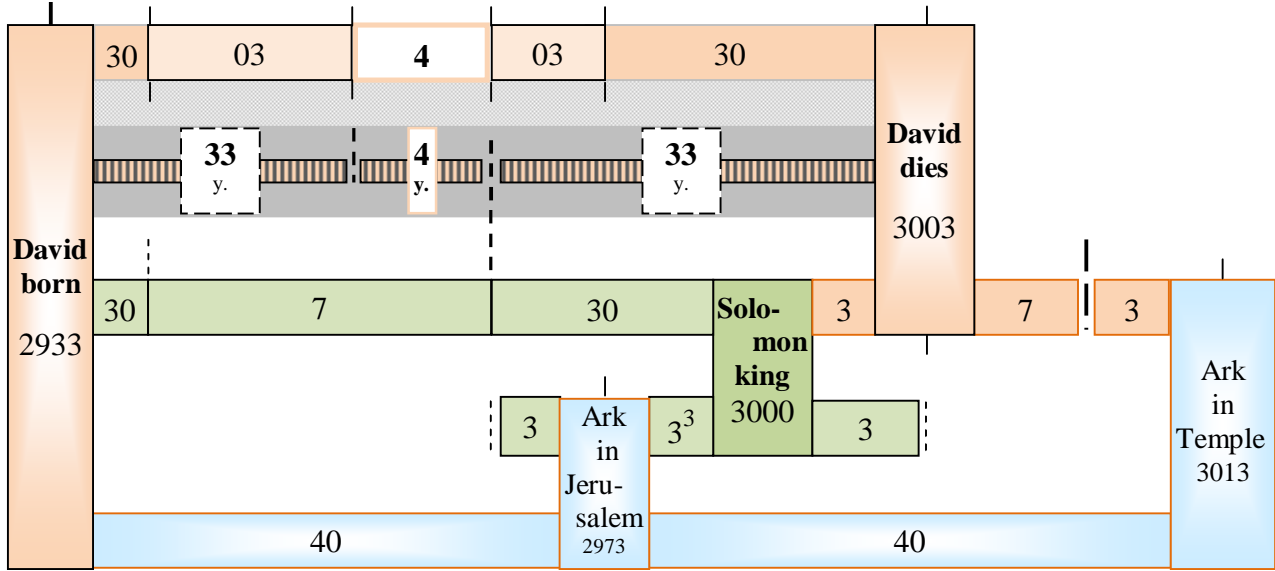 30 03 4 03 30
33 4 33
y. y. y.
David
dies
3003
David
born
2933
30 7 30
Solo-
mon
king
3000
3 7 3
3
Ark
in
Jeru-
salem
2973
3³
3
Ark
in
Temple
3013
40 40